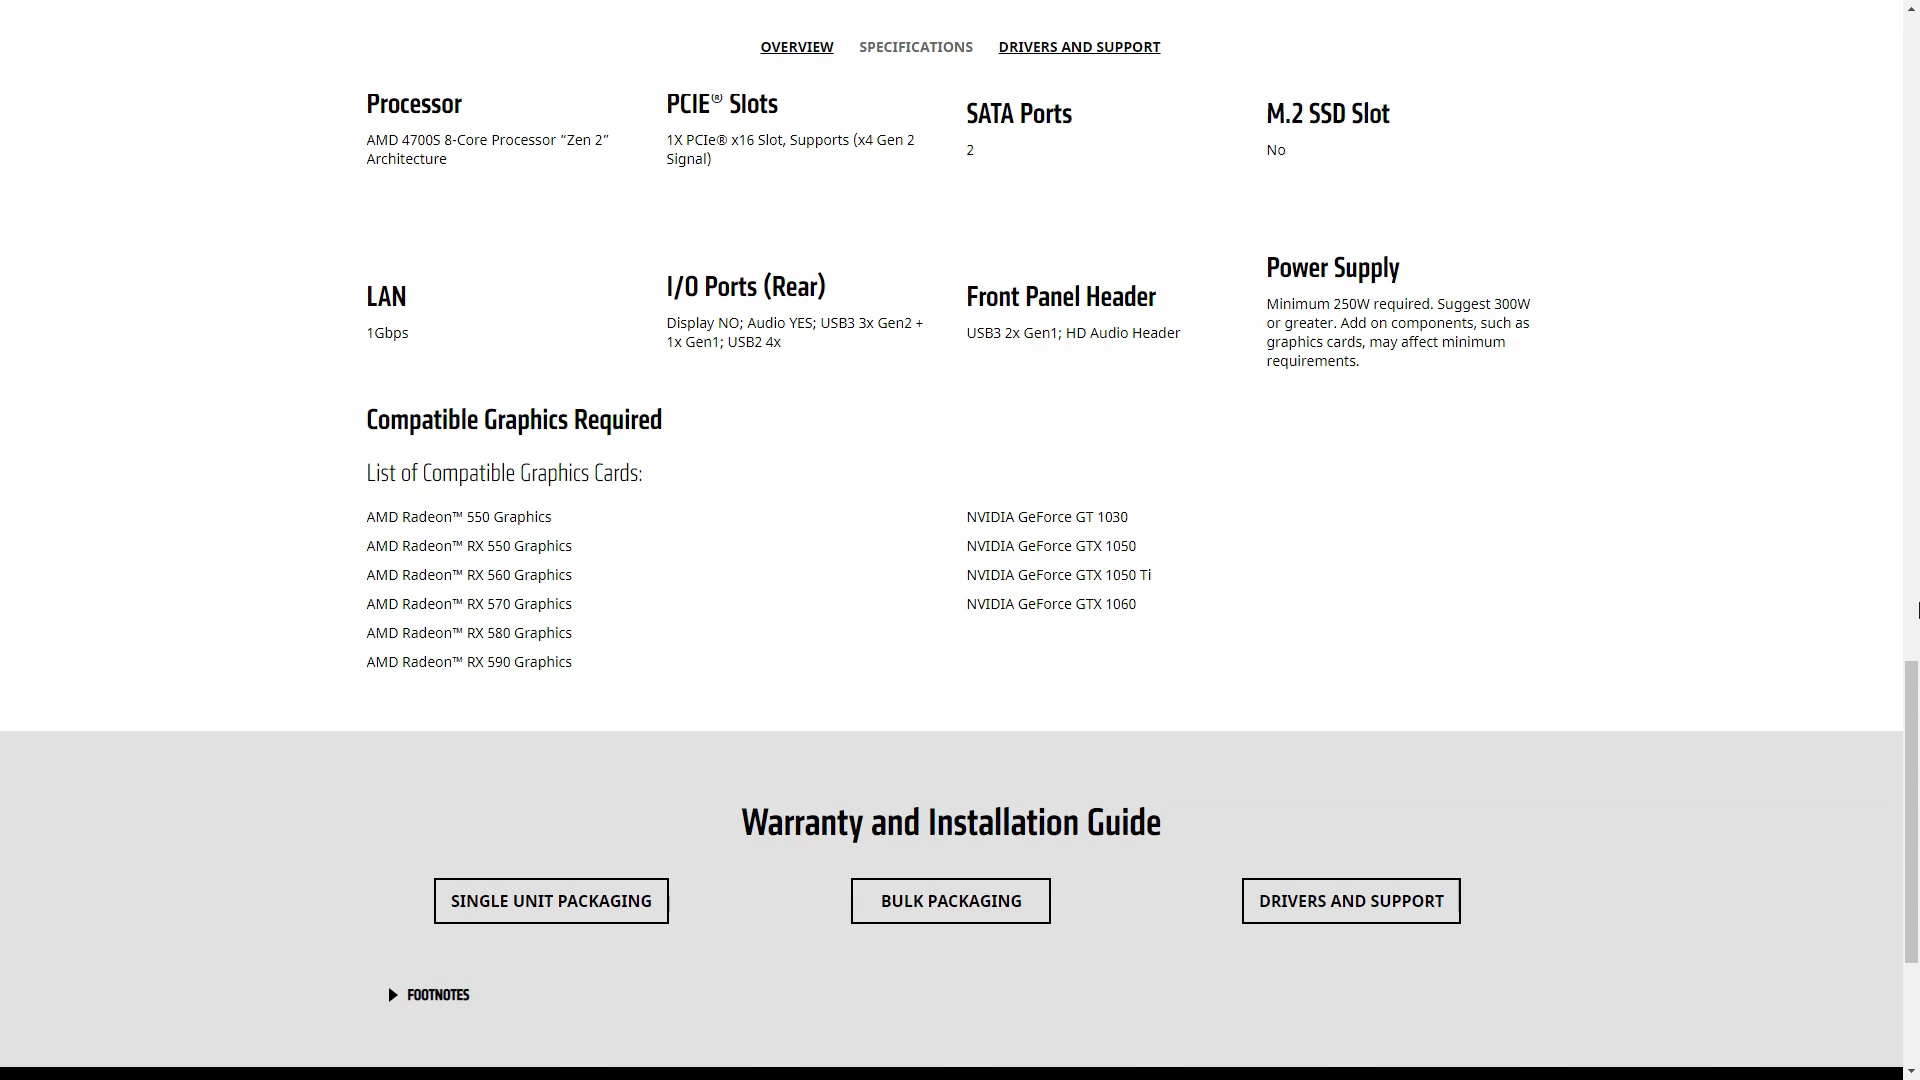 OVERVIEW SPECIFICATIONS DRIVERS AND SUPPORT
Processor
AMD 4700S 8-Core Processor “Zen 2”
Architecture
PCIE® Slots
1X PCIe® x16 Slot, Supports (x4 Gen 2
Signal)
SATA Ports
2
M.2 SSD Slot
No
LAN
1Gbps
I/O Ports (Rear)
Display NO; Audio YES; USB3 3x Gen2 +
1x Gen1; USB2 4x
Front Panel Header
USB3 2x Gen1; HD Audio Header
Power Supply
Minimum 250W required. Suggest 300W
or greater. Add on components, such as
graphics cards, may affect minimum
requirements.
Compatible Graphics Required
List of Compatible Graphics Cards:
AMD Radeon™ 550 Graphics
AMD Radeon™ RX 550 Graphics
AMD Radeon™ RX 560 Graphics
AMD Radeon™ RX 570 Graphics
AMD Radeon™ RX 580 Graphics
AMD Radeon™ RX 590 Graphics
NVIDIA GeForce GT 1030
NVIDIA GeForce GTX 1050
NVIDIA GeForce GTX 1050 Ti
NVIDIA GeForce GTX 1060
Warranty and Installation Guide
SINGLE UNIT PACKAGING
BULK PACKAGING
DRIVERS AND SUPPORT
FOOTNOTES